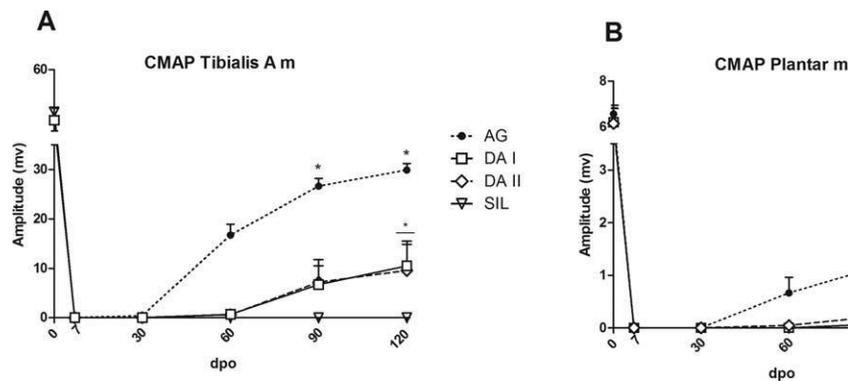 A
CMAP Tibialis A m
60
40
30
20
10
0
Amplitude (mv)
*
*
*
0
7
30
60
90
120
dpo
AG
DA I
DA II
SIL
B
CMAP Plantar m
8
6
3
2
1
0
Amplitude (mv)
0
7
30
60
dpo